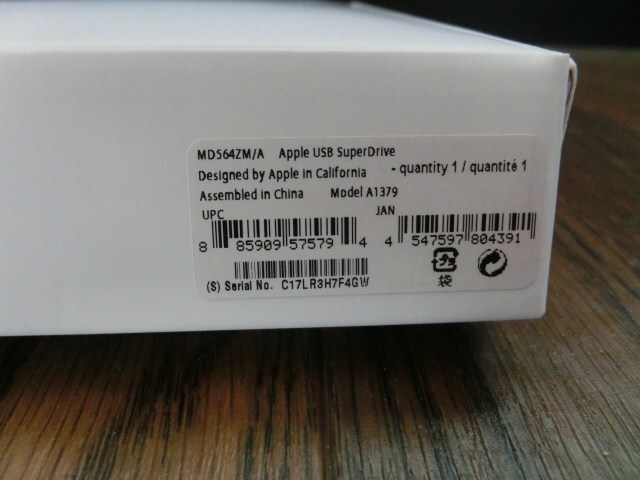 MD564ZM/A Apple USB SuperDrive
Designed by Apple in California - quantity 1 / quantité 1
Assembled in China Model A1379
UPC JAN
8 85909 57579 4 4 547597 804391
(S) Serial No. C17LR3H7F4GW
袋